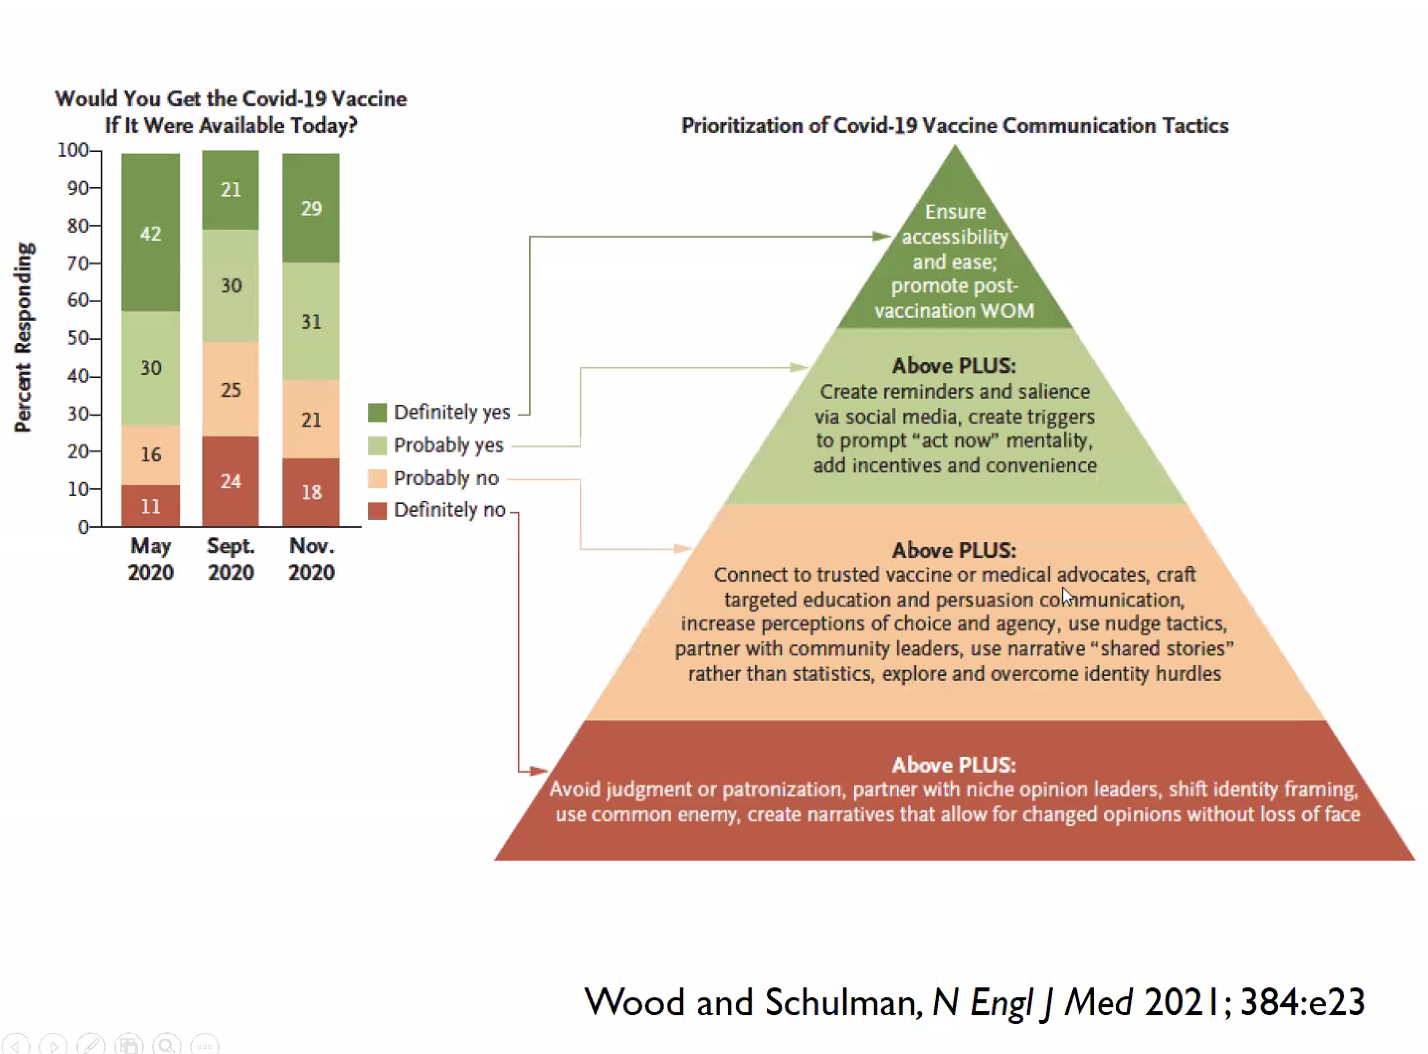 Would You Get the Covid-19 Vaccine
If It Were Available Today?
Percent Responding
100
90
80
70
60
50
40
30
20
10
0
42
30
16
11
21
30
25
24
29
31
21
18
May
2020
Sept.
2020
Nov.
2020
Definitely yes
Probably yes
Probably no
Definitely no
Prioritization of Covid-19 Vaccine Communication Tactics
Ensure
accessibility
and ease;
promote post-
vaccination WOM
Above PLUS:
Create reminders and salience
via social media, create triggers
to prompt “act now” mentality,
add incentives and convenience
Above PLUS:
Connect to trusted vaccine or medical advocates, craft
targeted education and persuasion communication,
increase perceptions of choice and agency, use nudge tactics,
partner with community leaders, use narrative “shared stories”
rather than statistics, explore and overcome identity hurdles
Above PLUS:
Avoid judgment or patronization, partner with niche opinion leaders, shift identity framing,
use common enemy, create narratives that allow for changed opinions without loss of face
Wood and Schulman, N Engl J Med 2021; 384:e23